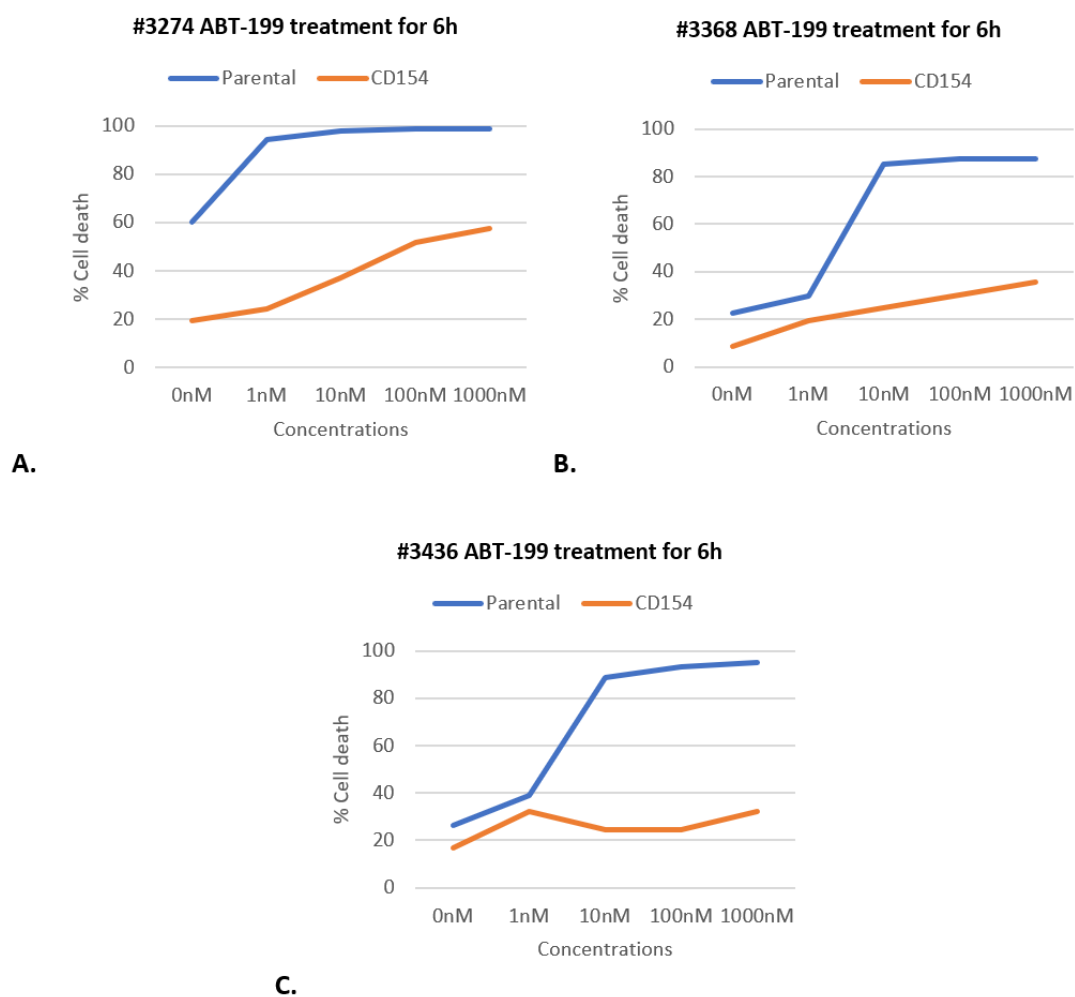 #3274 ABT-199 treatment for 6h
Parental CD154
100
80
60
40
20
0
% Cell death
0nM 1nM 10nM 100nM 1000nM
Concentrations
A.
#3368 ABT-199 treatment for 6h
Parental CD154
100
80
60
40
20
0
% Cell death
0nM 1nM 10nM 100nM 1000nM
Concentrations
B.
#3436 ABT-199 treatment for 6h
Parental CD154
100
80
60
40
20
0
% Cell death
0nM 1nM 10nM 100nM 1000nM
Concentrations
C.